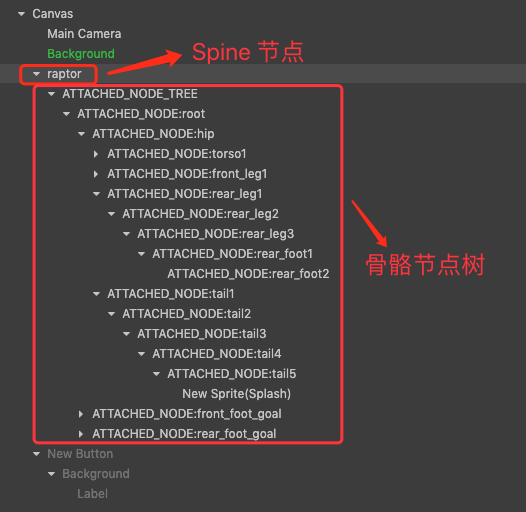 Canvas
Main Camera
Background
Spine 节点
raptor
ATTACHED_NODE_TREE
ATTACHED_NODE:root
ATTACHED_NODE:hip
ATTACHED_NODE:torso1
ATTACHED_NODE:front_leg1
ATTACHED_NODE:rear_leg1
ATTACHED_NODE:rear_leg2
ATTACHED_NODE:rear_leg3
ATTACHED_NODE:rear_foot1
骨骼节点树
ATTACHED_NODE:rear_foot2
ATTACHED_NODE:tail1
ATTACHED_NODE:tail2
ATTACHED_NODE:tail3
ATTACHED_NODE:tail4
ATTACHED_NODE:tail5
New Sprite(Splash)
ATTACHED_NODE:front_foot_goal
ATTACHED_NODE:rear_foot_goal
New Button
Background
Label